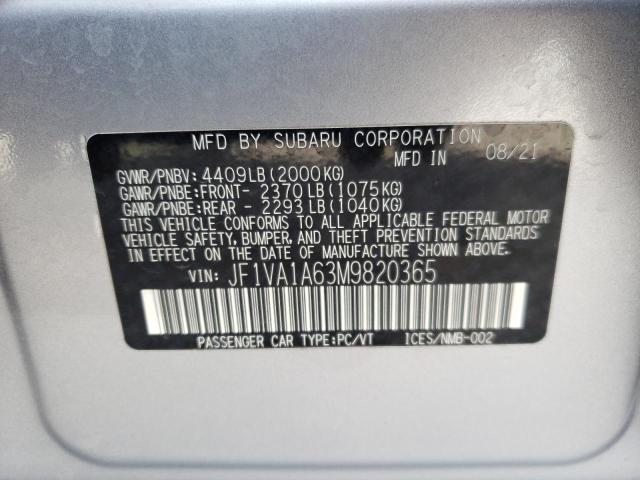 MFD BY SUBARU CORPORATION
MFD IN 08/21
GVWR/PNBV: 4409LB (2000KG)
GAWR/PNBE:FRONT- 2370LB (1075KG)
GAWR/PNBE:REAR - 2293LB (1040KG)
THIS VEHICLE CONFORMS TO ALL APPLICABLE FEDERAL MOTOR
VEHICLE SAFETY, BUMPER, AND THEFT PREVENTION STANDARDS
IN EFFECT ON THE DATE OF MANUFACTURE SHOWN ABOVE.
VIN: JF1VA1A63M9820365
PASSENGER CAR TYPE:PC/VT ICES/NMB-002